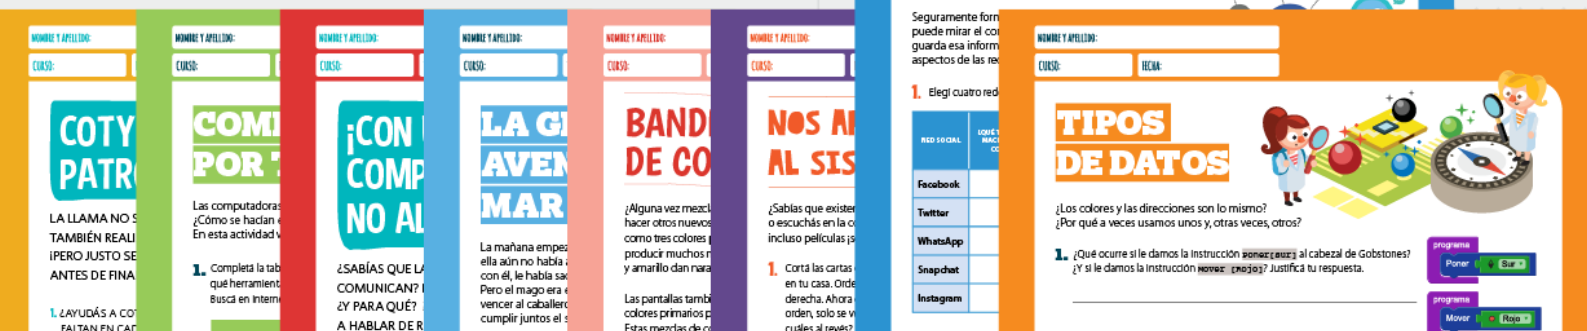 NOMBRE Y APELLIDO:
CURSO:
COTY
LA LLAMA NO S
TAMBIÉN REALI
¡PERO JUSTO SE
ANTES DE FINA
1. ¿AYUDÁS A COT
FALTAN EN CAD
NOMBRE Y APELLIDO:
CURSO:
POR T
Las computadoras
¿Cómo se hacían
En esta actividad v
1. Completá la tab
qué herramient
Buscá en Intern
NOMBRE Y APELLIDO:
CURSO:
¡CON
COMP
NO AL
¿SABÍAS QUE LA
COMUNICAN?
¿Y PARA QUÉ?
A HABLAR DE R
NOMBRE Y APELLIDO:
CURSO:
LA G
AVEN
MAR
La mañana empez
ella aún no había
con él, le había sac
Pero el mago era
vencer al caballero
cumplir juntos el s
NOMBRE Y APELLIDO:
CURSO:
BAND
DE CO
¿Alguna vez mezcl
hacer otros nuevos
como tres colores
producir muchos
y amarillo dan nara
Las pantallas tambi
colores primarios
Estas mezclas de co
NOMBRE Y APELLIDO:
CURSO:
NOS A
AL SIS
¿Sabías que existe
o escuchás en la c
incluso películas ¡s
1. Cortá las cartas
en tu casa. Orde
derecha. Ahora
orden, solo se v
cuáles al revés?
Seguramente forn
puede mirar el co
guarda esa inform
aspectos de las re
1. Elegí cuatro red
RED SOCIAL
¿QUÉ
Facebook
Twitter
WhatsApp
Snapchat
Instagram
NOMBRE Y APELLIDO:
CURSO:
FECHA:
TIPOS
DE DATOS
¿Los colores y las direcciones son lo mismo?
¿Por qué a veces usamos unos y, otras veces, otros?
1. ¿Qué ocurre si le damos la instrucción Poner[Sur] al cabezal de Gobstones?
¿Y si le damos la instrucción Mover [Rojo]? Justificá tu respuesta.
programa
Poner Sur
programa
Mover Rojo